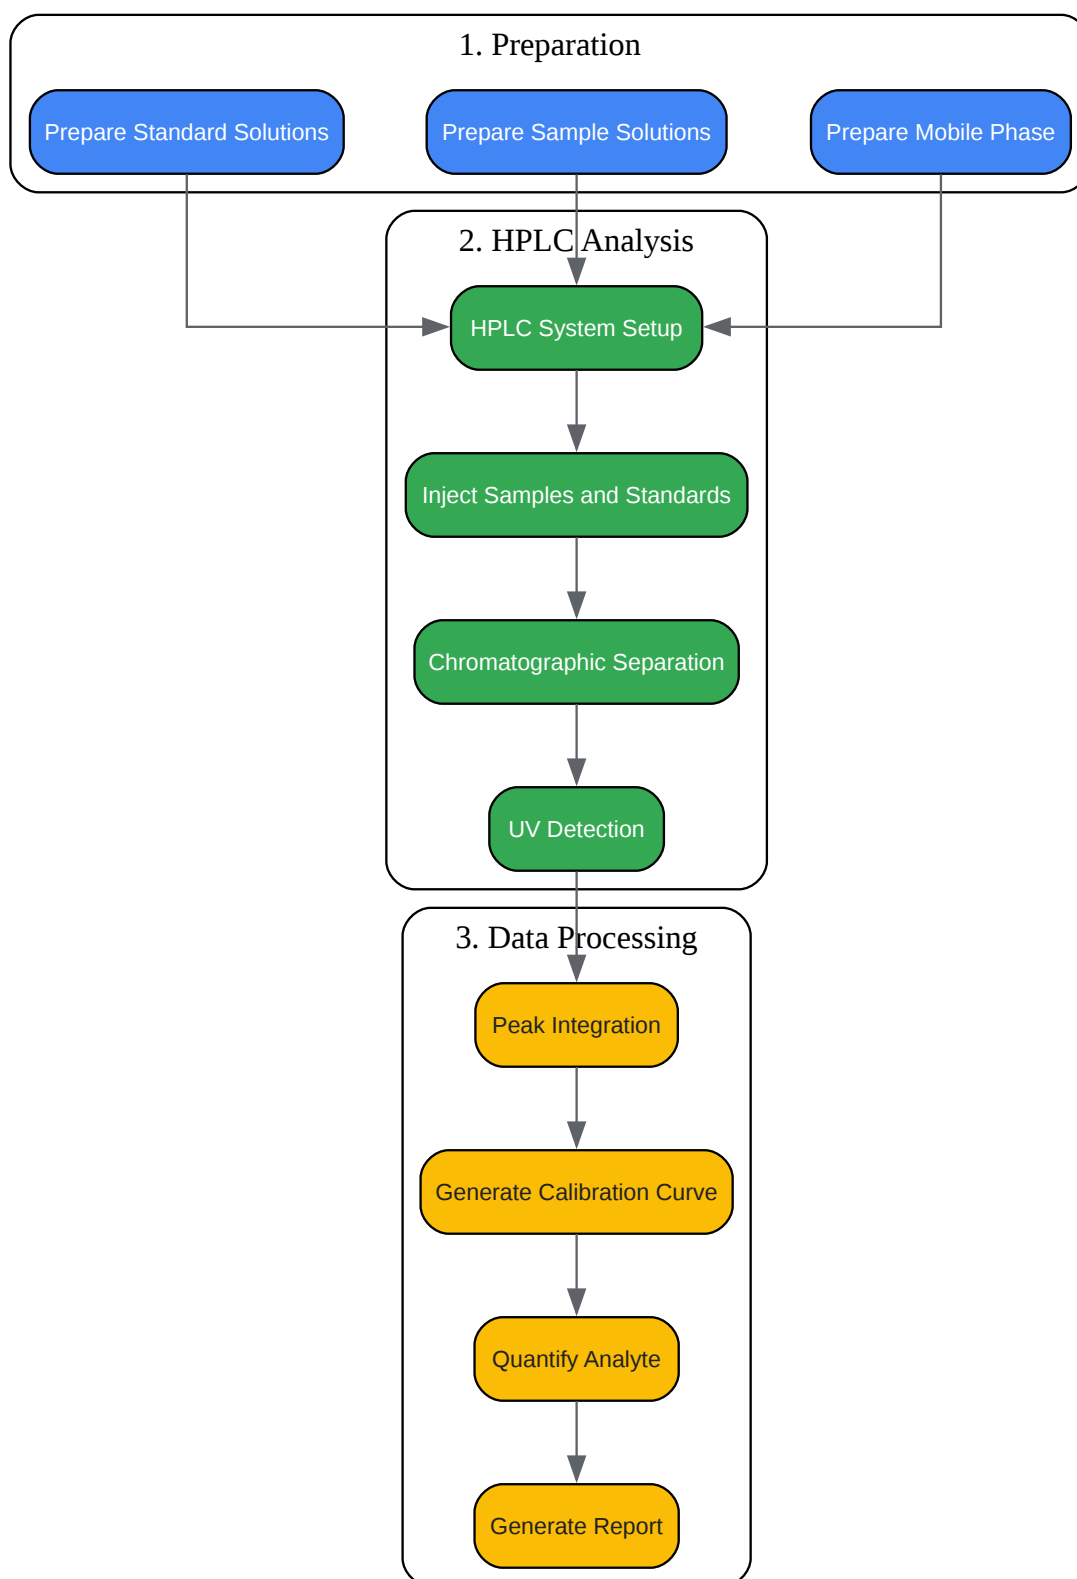 1. Preparation
Prepare Standard Solutions
Prepare Sample Solutions
Prepare Mobile Phase
2. HPLC Analysis
HPLC System Setup
Inject Samples and Standards
Chromatographic Separation
UV Detection
3. Data Processing
Peak Integration
Generate Calibration Curve
Quantify Analyte
Generate Report